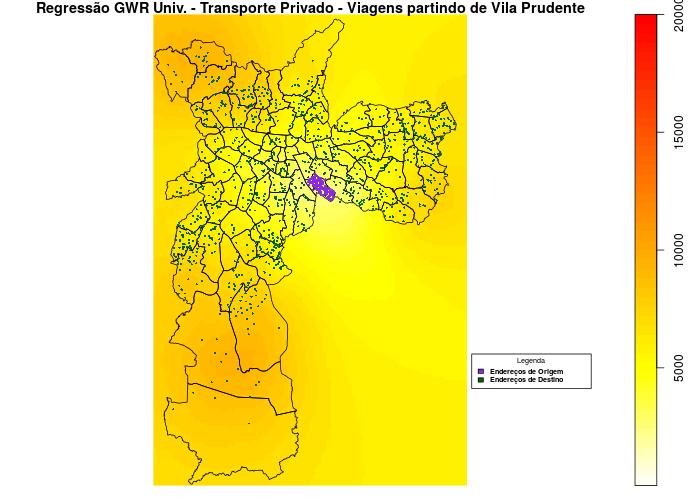 Regressão GWR Univ. - Transporte Privado - Viagens partindo de Vila Prudente
20000
15000
10000
5000
Legenda
Endereços de Origem
Endereços de Destino